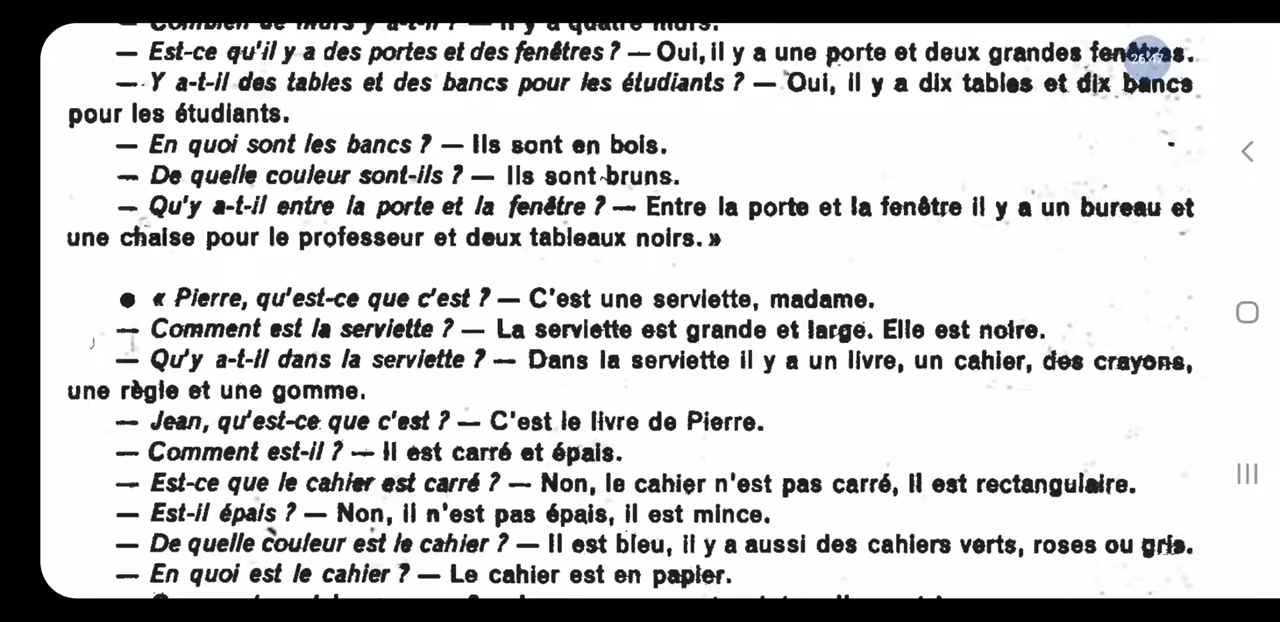 — Combien de murs y a-t-il ? — Il y a quatre murs.
— Est-ce qu'il y a des portes et des fenêtres ? — Oui, il y a une porte et deux grandes fenêtres.
26:47
— Y a-t-il des tables et des bancs pour les étudiants ? — Oui, il y a dix tables et dix bancs
pour les étudiants.
— En quoi sont les bancs ? — Ils sont en bois.
— De quelle couleur sont-ils ? — Ils sont bruns.
— Qu'y a-t-il entre la porte et la fenêtre ? — Entre la porte et la fenêtre il y a un bureau et
une chaise pour le professeur et deux tableaux noirs. »
● « Pierre, qu'est-ce que c'est ? — C'est une serviette, madame.
— Comment est la serviette ? — La serviette est grande et large. Elle est noire.
— Qu'y a-t-il dans la serviette ? — Dans la serviette il y a un livre, un cahier, des crayons,
une règle et une gomme.
— Jean, qu'est-ce que c'est ? — C'est le livre de Pierre.
— Comment est-il ? — Il est carré et épais.
— Est-ce que le cahier est carré ? — Non, le cahier n'est pas carré, il est rectangulaire.
— Est-il épais ? — Non, il n'est pas épais, il est mince.
— De quelle couleur est le cahier ? — Il est bleu, il y a aussi des cahiers verts, roses ou gris.
— En quoi est le cahier ? — Le cahier est en papier.